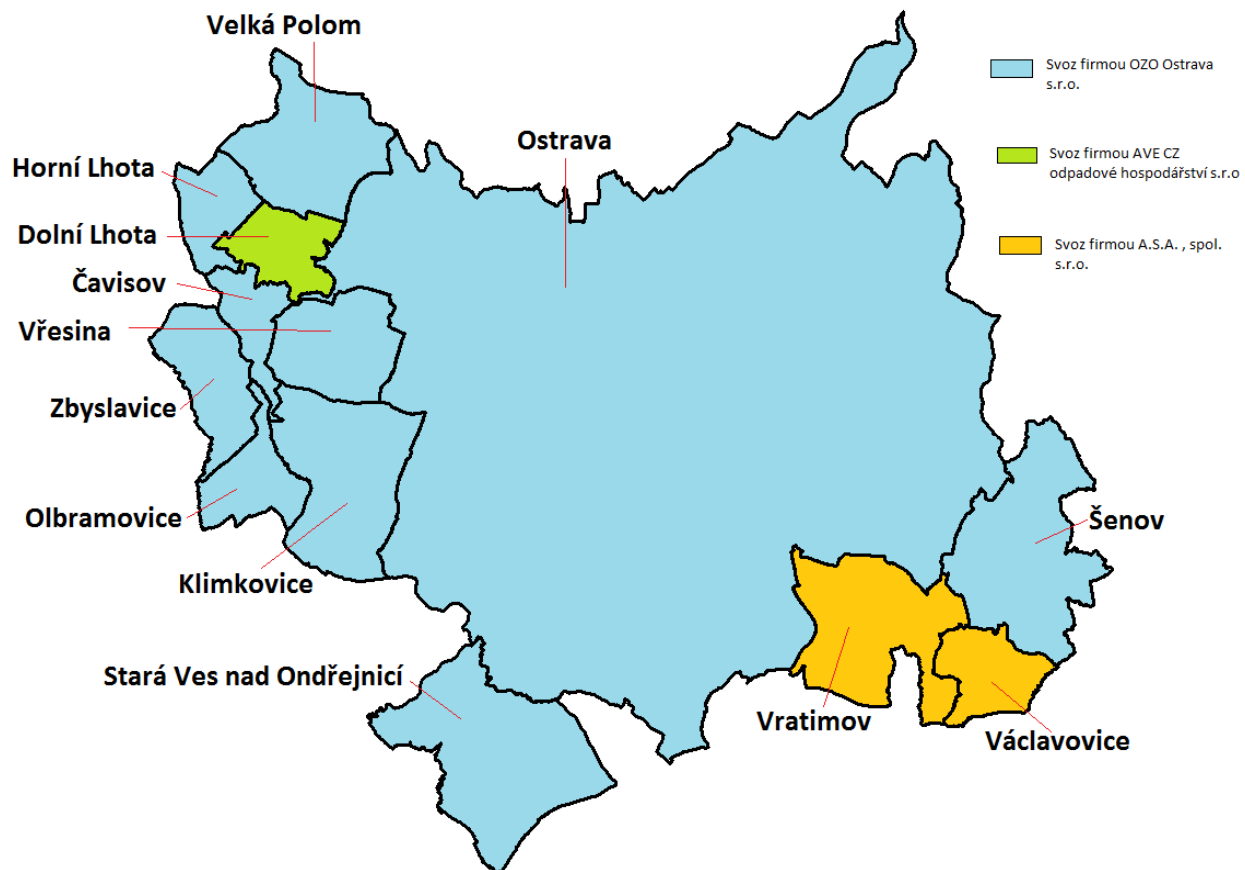 Velká Polom
Svoz firmou OZO Ostrava
s.r.o.
Ostrava
Horní Lhota
Svoz firmou AVE CZ
odpadové hospodářství s.r.o
Dolní Lhota
Svoz firmou A.S.A. , spol.
s.r.o.
Čavisov
Vřesina
Zbyslavice
Olbramovice
Šenov
Klimkovice
Stará Ves nad Ondřejnicí
Vratimov
Václavovice